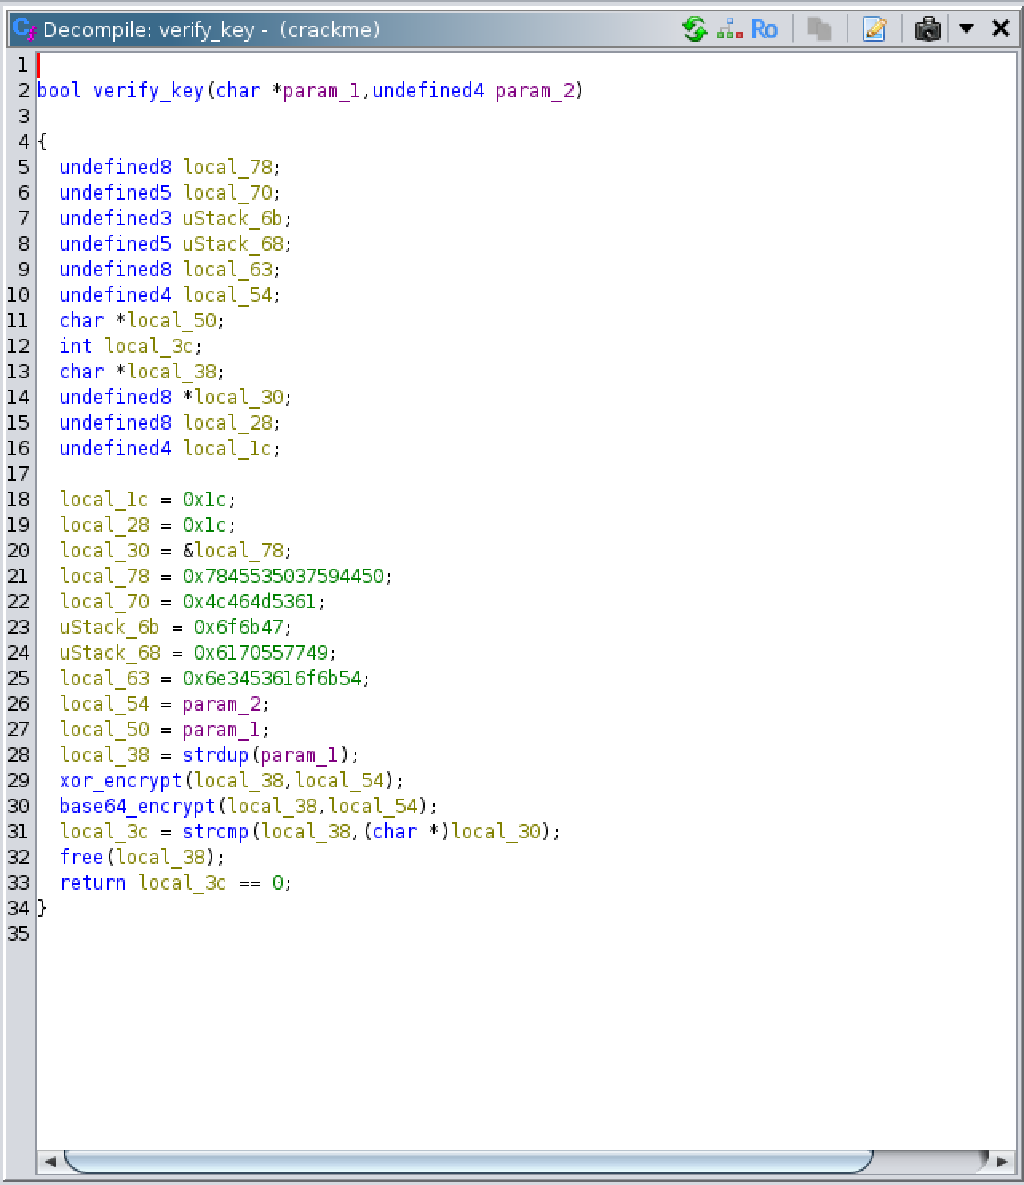 Decompile: verify_key - (crackme)
Ro
1
2 bool verify_key(char *param_1,undefined4 param_2)
3
4 {
5 undefined8 local_78;
6 undefined5 local_70;
7 undefined3 uStack_6b;
8 undefined5 uStack_68;
9 undefined8 local_63;
10 undefined4 local_54;
11 char *local_50;
12 int local_3c;
13 char *local_38;
14 undefined8 *local_30;
15 undefined8 local_28;
16 undefined4 local_1c;
17
18 local_1c = 0x1c;
19 local_28 = 0x1c;
20 local_30 = &local_78;
21 local_78 = 0x7845535037594450;
22 local_70 = 0x4c464d5361;
23 uStack_6b = 0x6f6b47;
24 uStack_68 = 0x6170557749;
25 local_63 = 0x6e3453616f6b54;
26 local_54 = param_2;
27 local_50 = param_1;
28 local_38 = strdup(param_1);
29 xor_encrypt(local_38,local_54);
30 base64_encrypt(local_38,local_54);
31 local_3c = strcmp(local_38,(char *)local_30);
32 free(local_38);
33 return local_3c == 0;
34 }
35